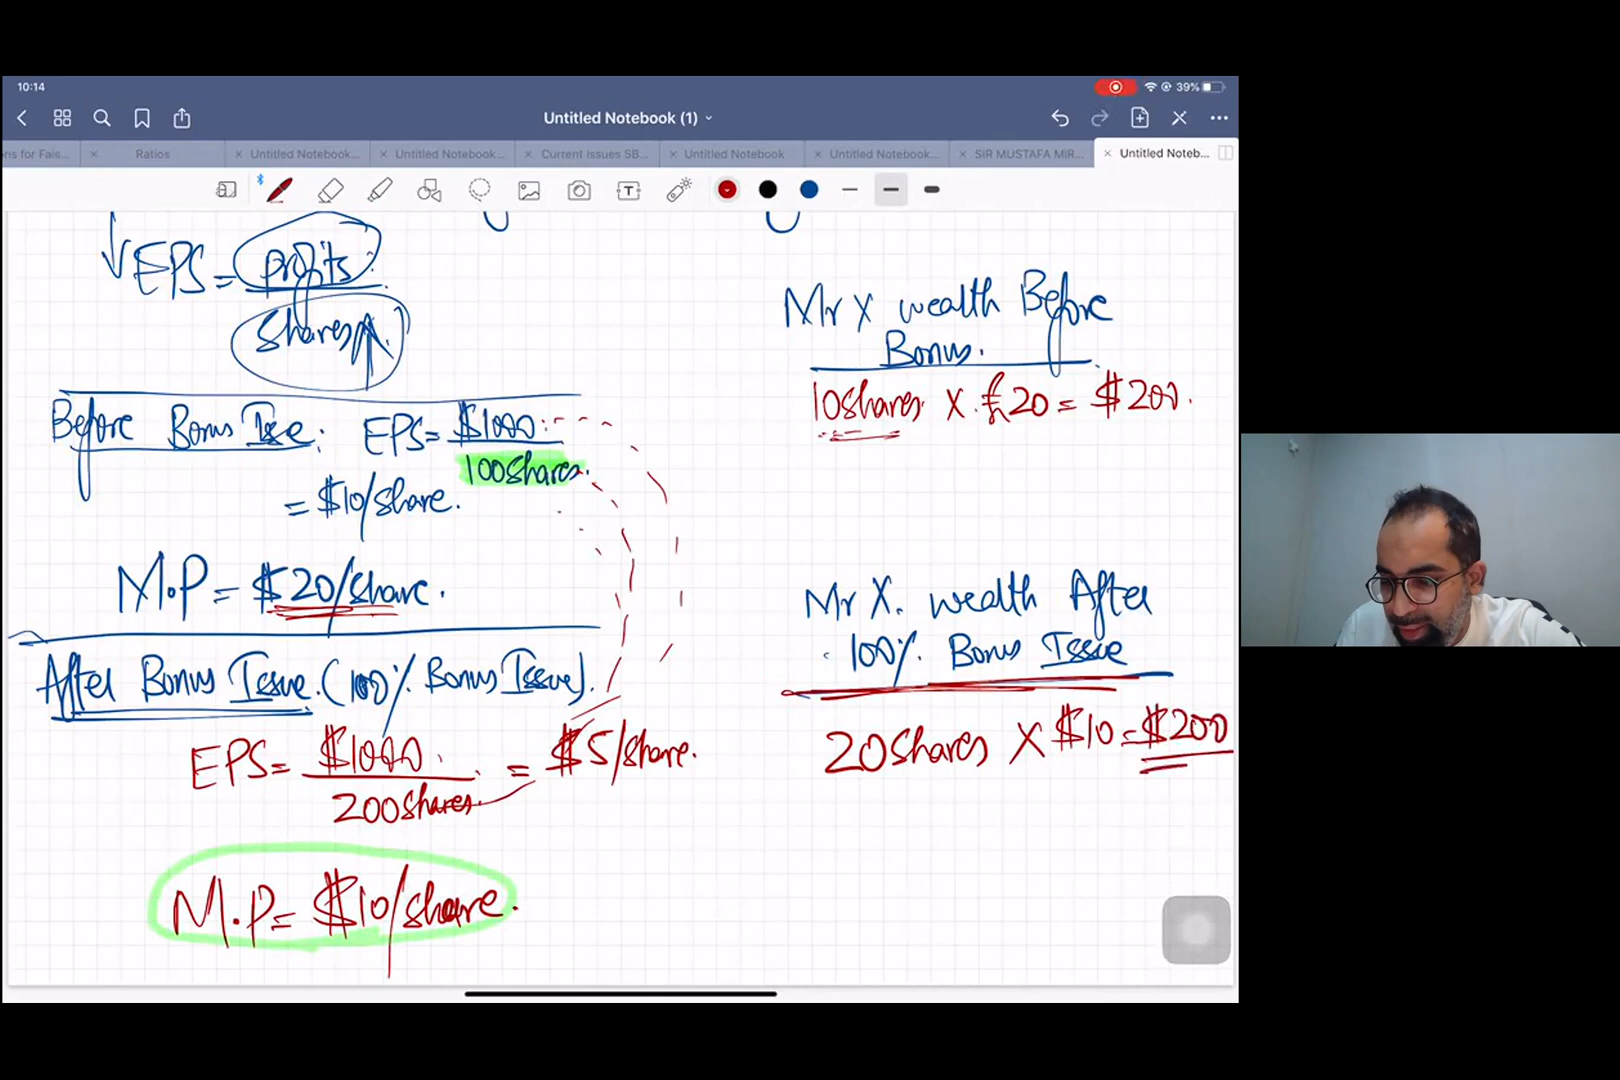 10:14
39%
Untitled Notebook (1)
ns for Fais...
Ratios
Untitled Notebook...
Untitled Notebook...
Current issues SB...
Untitled Notebook
Untitled Notebook...
SIR MUSTAFA MIR...
Untitled Noteb...
EPS = profits
shares
Before Bonus Issue: EPS = $1000
100 shares.
= $10/share.
M.P = $20/share.
After Bonus Issue. (100% Bonus Issue).
EPS = $1000 = $5/share.
200 shares.
M.P = $10/share.
Mr X wealth Before
Bonus.
10 shares x £20 = $200.
Mr X. wealth After
100% Bonus Issue
20 shares X $10 = $200